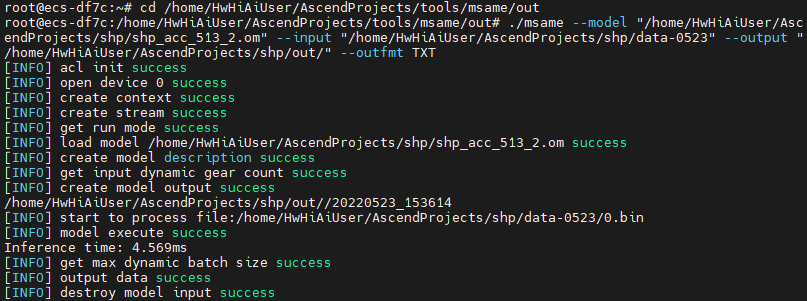 root@ecs-df7c:~# cd /home/HwHiAiUser/AscendProjects/tools/msame/out
root@ecs-df7c:/home/HwHiAiUser/AscendProjects/tools/msame/out# ./msame --model "/home/HwHiAiUser/Asc
endProjects/shp/shp_acc_513_2.om" --input "/home/HwHiAiUser/AscendProjects/shp/data-0523" --output "
/home/HwHiAiUser/AscendProjects/shp/out/" --outfmt TXT
[INFO] acl init success
[INFO] open device 0 success
[INFO] create context success
[INFO] create stream success
[INFO] get run mode success
[INFO] load model /home/HwHiAiUser/AscendProjects/shp/shp_acc_513_2.om success
[INFO] create model description success
[INFO] get input dynamic gear count success
[INFO] create model output success
/home/HwHiAiUser/AscendProjects/shp/out//20220523_153614
[INFO] start to process file:/home/HwHiAiUser/AscendProjects/shp/data-0523/0.bin
[INFO] model execute success
Inference time: 4.569ms
[INFO] get max dynamic batch size success
[INFO] output data success
[INFO] destroy model input success